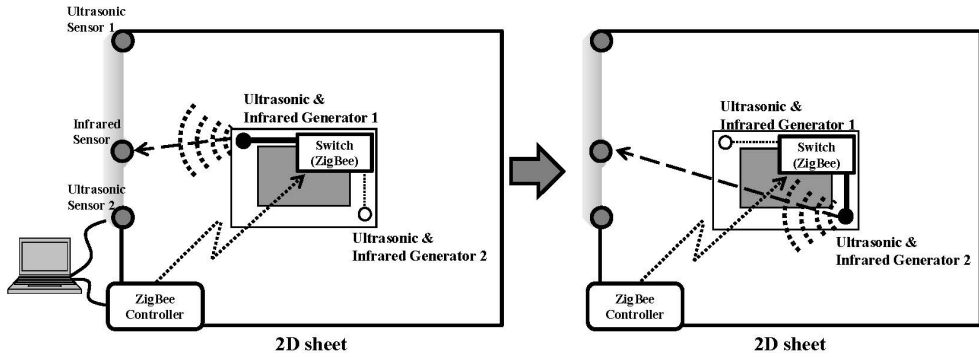 Ultrasonic
Sensor 1
Ultrasonic &
Infrared Generator 1
Infrared
Sensor
Switch
(ZigBee)
Ultrasonic
Sensor 2
Ultrasonic &
Infrared Generator 2
ZigBee
Controller
2D sheet
Ultrasonic &
Infrared Generator 1
Switch
(ZigBee)
Ultrasonic &
Infrared Generator 2
ZigBee
Controller
2D sheet